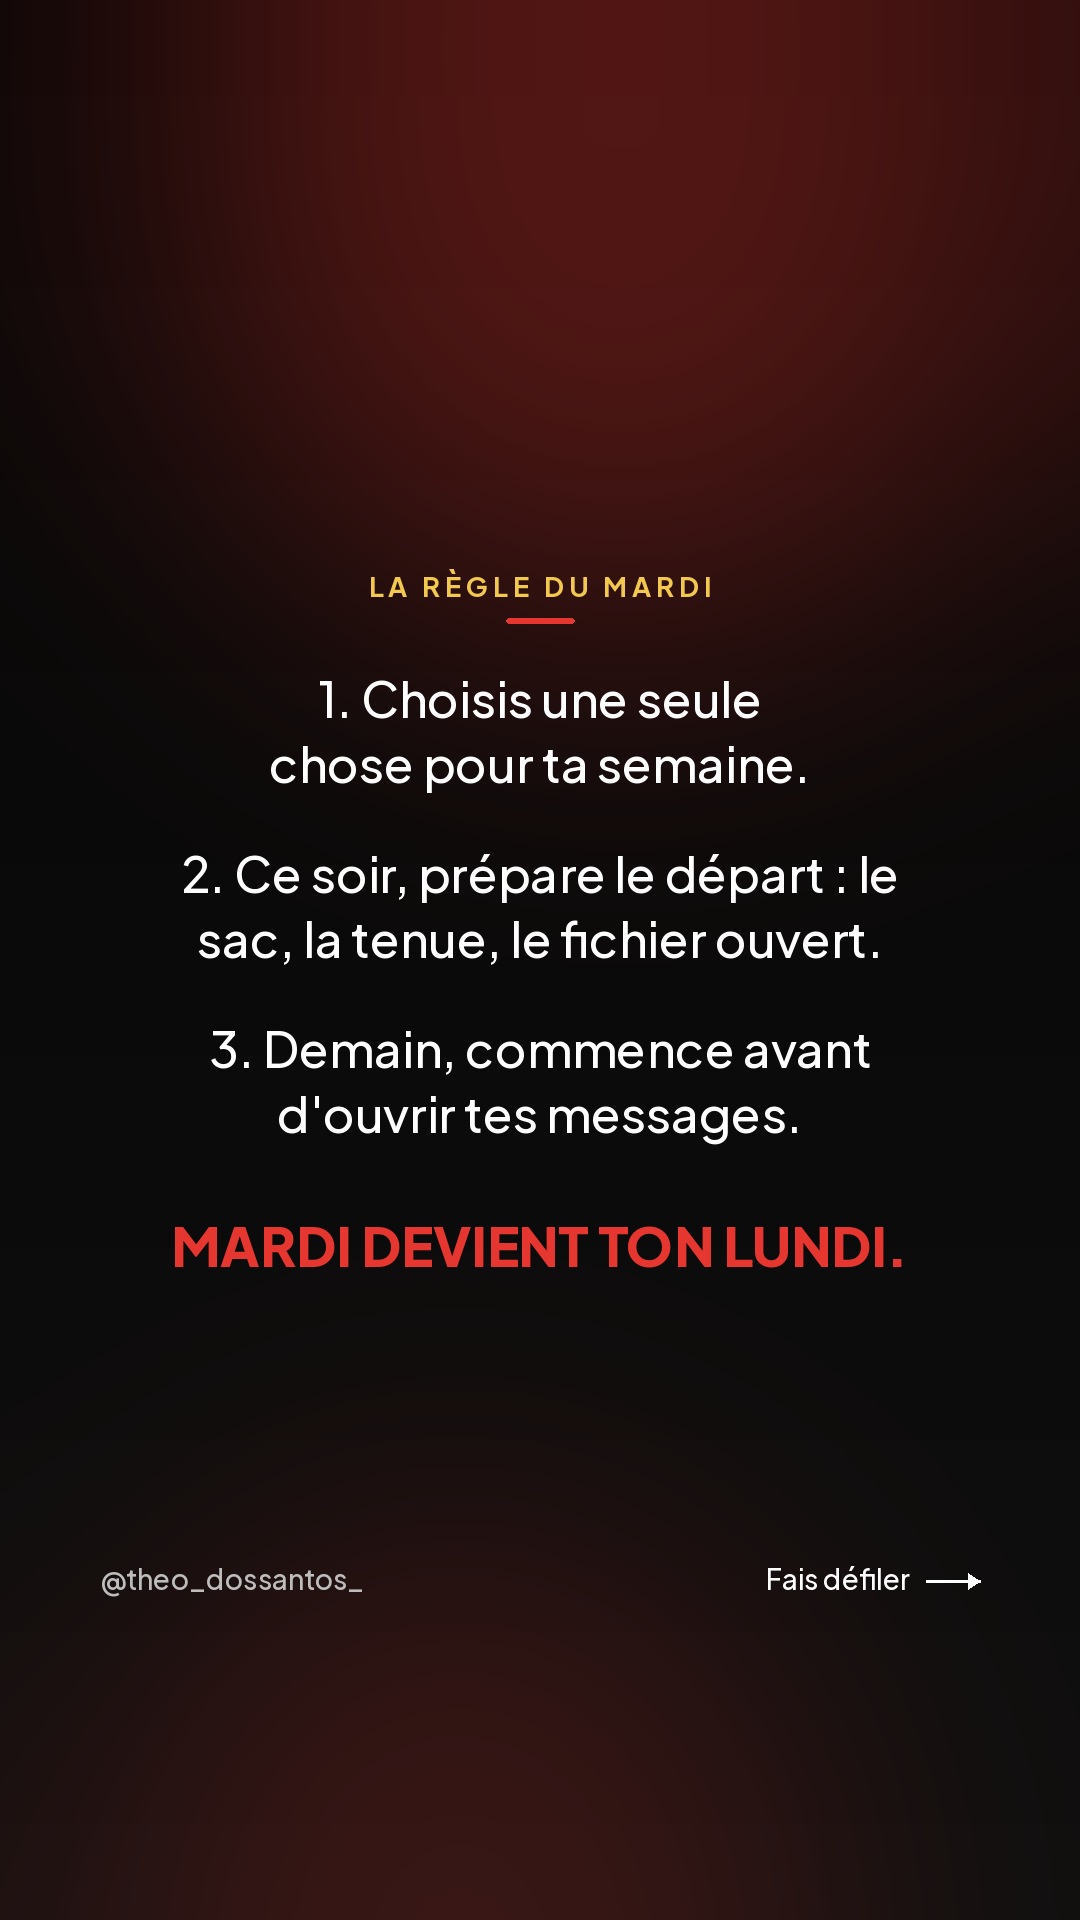 LA RÈGLE DU MARDI
1. Choisis une seule
chose pour ta semaine.
2. Ce soir, prépare le départ : le
sac, la tenue, le fichier ouvert.
3. Demain, commence avant
d'ouvrir tes messages.
MARDI DEVIENT TON LUNDI.
@theo_dossantos_
Fais défiler